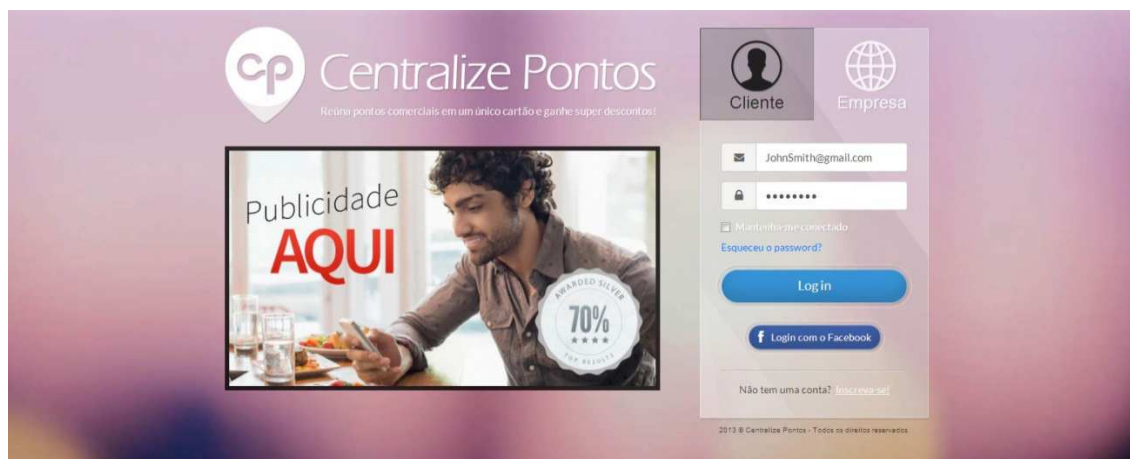 cp
Centralize Pontos
Reúna pontos comerciais em um único cartão e ganhe super descontos!
Publicidade
AQUI
AWARDED SILVER
70%
★★★★
TOP RESULTS
Cliente
Empresa
JohnSmith@gmail.com
••••••••
Mantenha-me conectado
Esqueceu o password?
Log in
f Login com o Facebook
Não tem uma conta? Inscreva-se!
2013 © Centralize Pontos - Todos os direitos reservados.